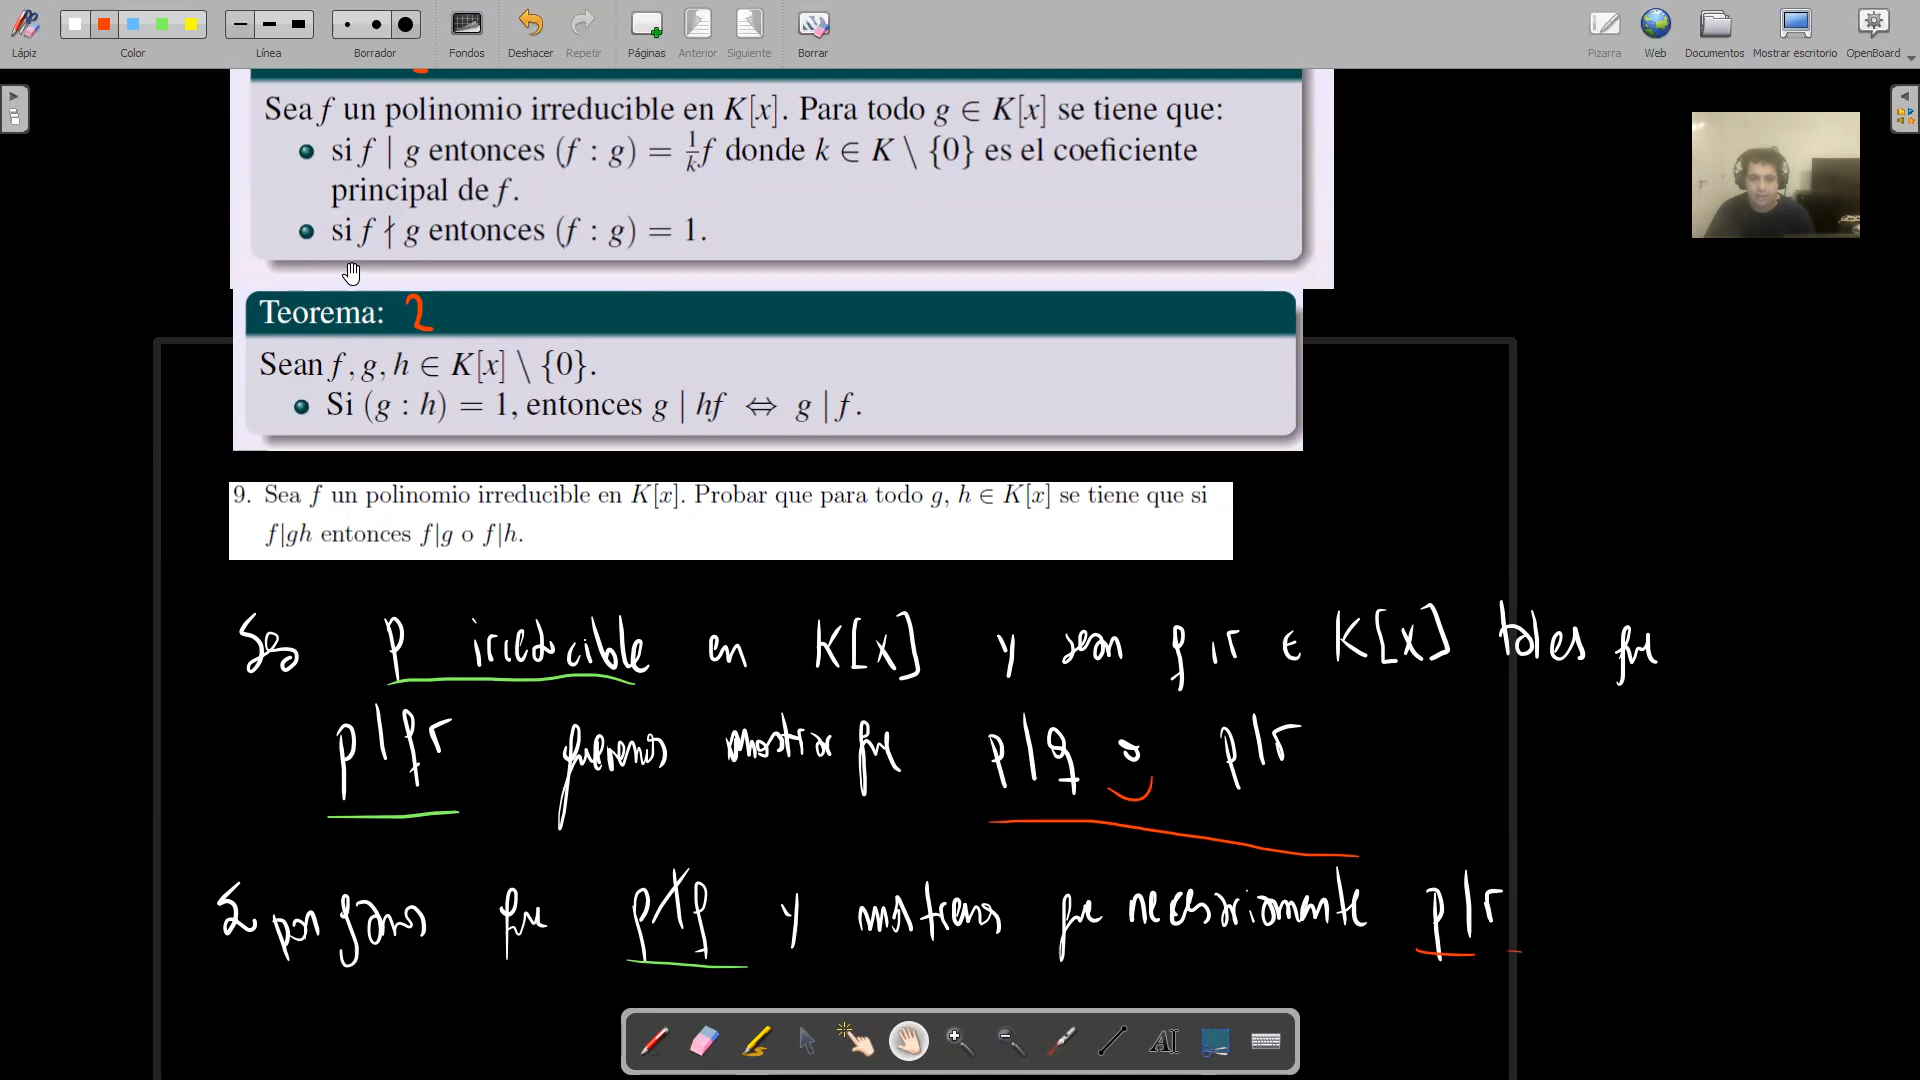 Lápiz Color Línea Borrador Fondos Deshacer Repetir Páginas Anterior Siguiente Borrar Pizarra Web Documentos Mostrar escritorio OpenBoard
Sea f un polinomio irreducible en K[x]. Para todo g ∈ K[x] se tiene que:
si f | g entonces (f : g) = 1/k f donde k ∈ K \ {0} es el coeficiente
principal de f.
si f ∤ g entonces (f : g) = 1.
Teorema: 2
Sean f, g, h ∈ K[x] \ {0}.
Si (g : h) = 1, entonces g | hf ⇔ g | f.
9. Sea f un polinomio irreducible en K[x]. Probar que para todo g, h ∈ K[x] se tiene que si
f|gh entonces f|g o f|h.
Sea p irreducible en K[x] y sean q, r ∈ K[x] tales que
p | qr queremos mostrar que p | q o p | r
Supongamos que p ∤ q y mostremos que necesariamente p | r
AI